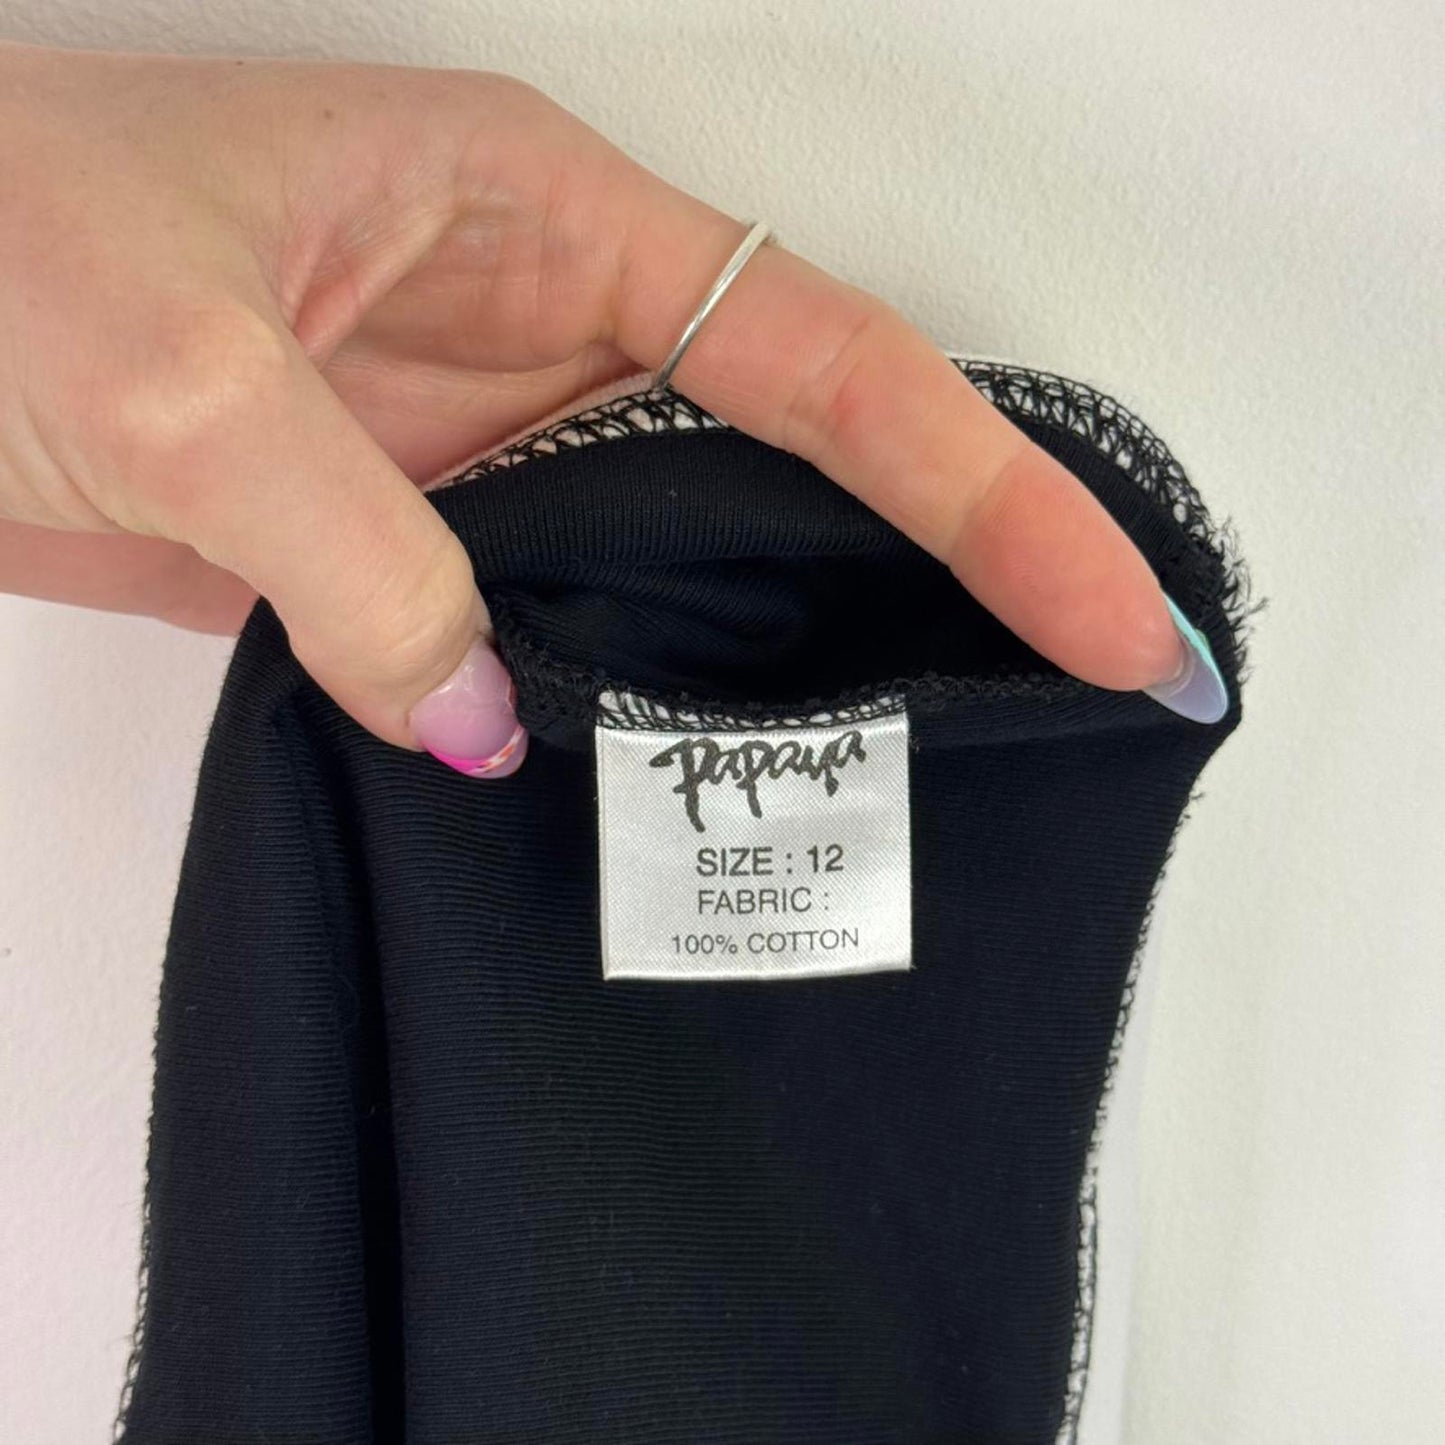 Papaya
SIZE : 12
FABRIC :
100% COTTON